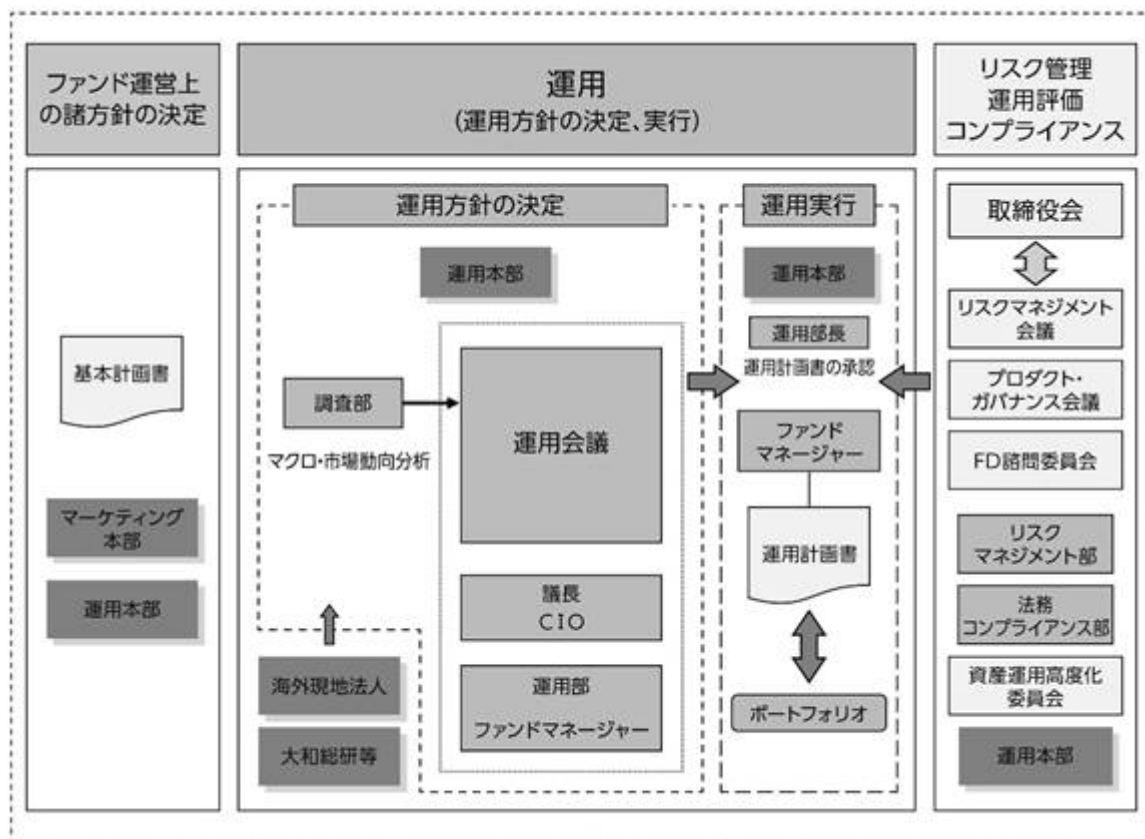 ファンド運営上
の諸方針の決定
運用
(運用方針の決定、実行)
リスク管理
運用評価
コンプライアンス
基本計画書
マーケティング
本部
運用本部
運用方針の決定
運用本部
調査部
マクロ・市場動向分析
運用会議
議長
CIO
運用部
ファンドマネージャー
海外現地法人
大和総研等
運用実行
運用本部
運用部長
運用計画書の承認
ファンド
マネージャー
運用計画書
ポートフォリオ
取締役会
リスクマネジメント
会議
プロダクト・
ガバナンス会議
FD諮問委員会
リスク
マネジメント部
法務
コンプライアンス部
資産運用高度化
委員会
運用本部